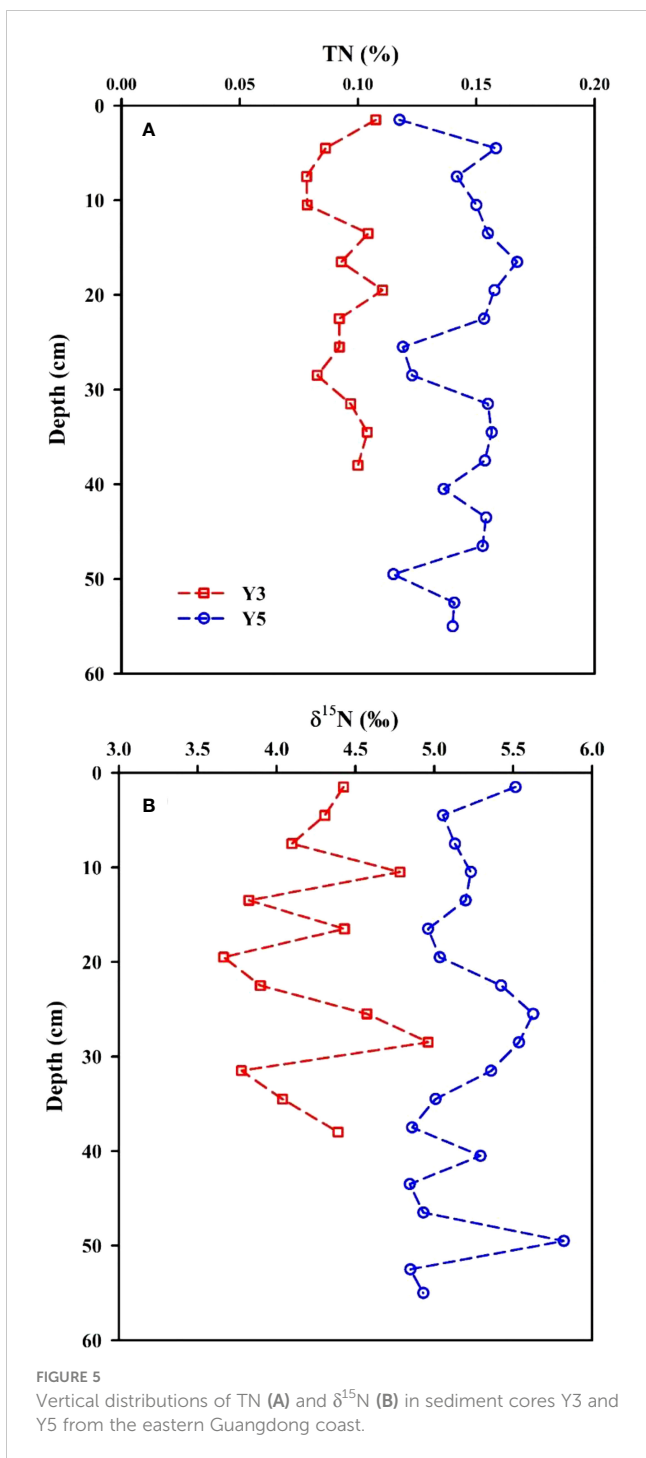 TN (%)
0.00 0.05 0.10 0.15 0.20
A
0
10
20
30
40
50
60
Depth (cm)
Y3
Y5
δ¹⁵N (‰)
3.0 3.5 4.0 4.5 5.0 5.5 6.0
B
0
10
20
30
40
50
60
Depth (cm)
FIGURE 5
Vertical distributions of TN (A) and δ¹⁵N (B) in sediment cores Y3 and
Y5 from the eastern Guangdong coast.